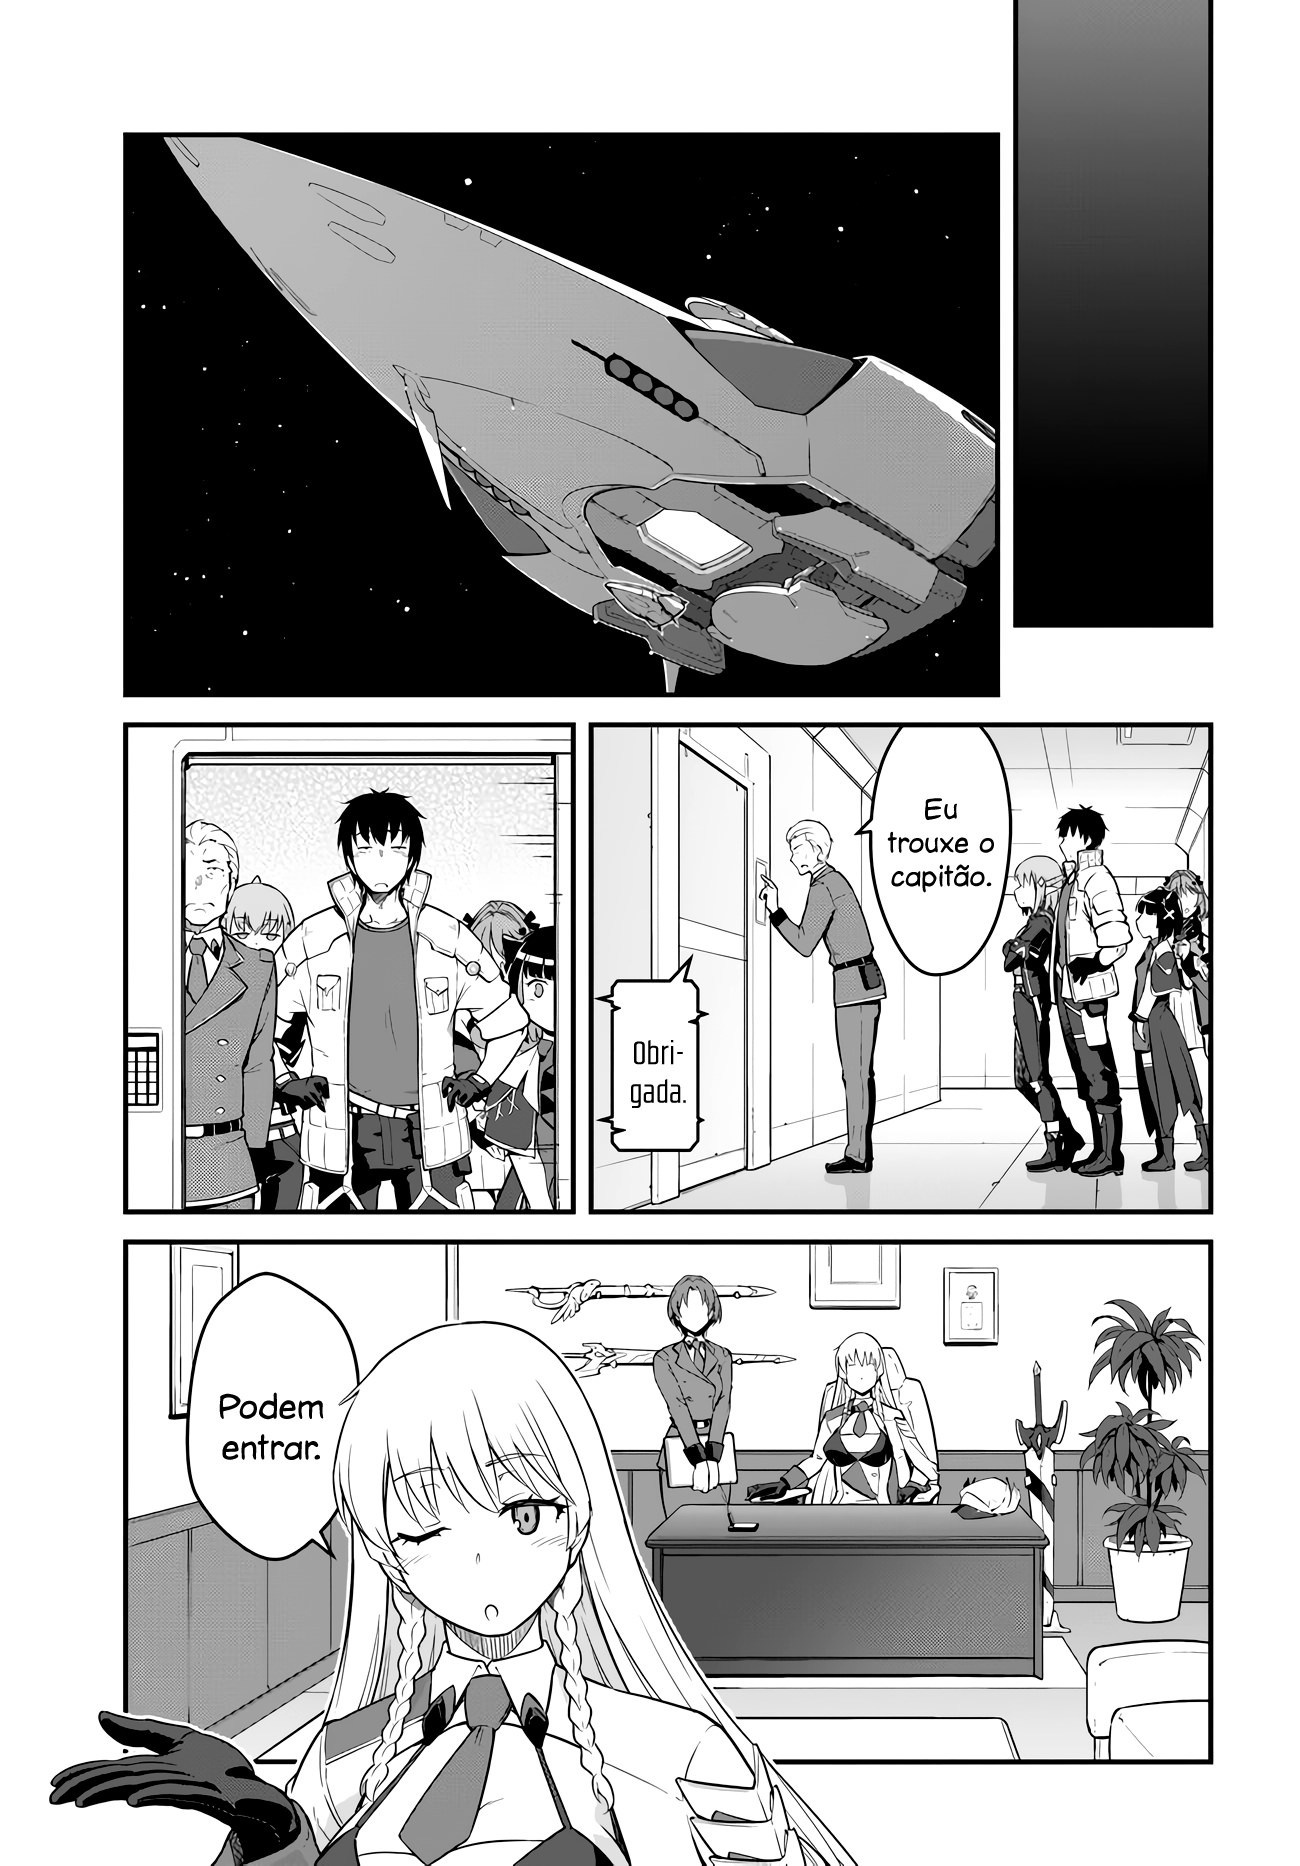 Eu
trouxe o
capitão.
Obri-
gada.
Podem
entrar.